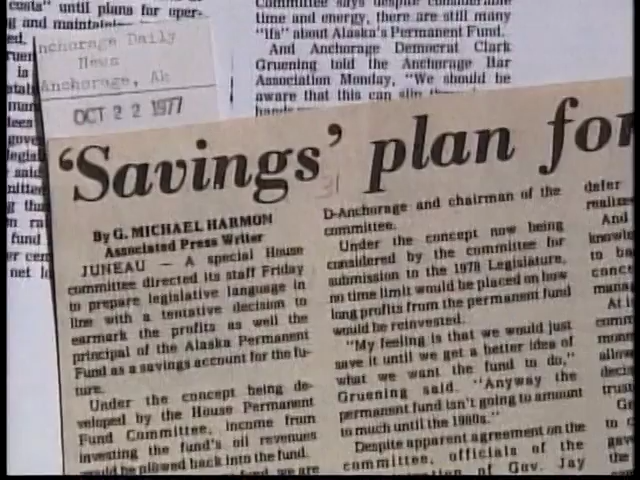 costs" until plans for oper-
and
ed.
is
said
fund
net
Anchorage Daily
News
Anchorage, Ak
OCT 22 1977
time and energy, there are still many
"ifs" about Alaska's Permanent Fund.
And Anchorage Democrat Clark
Gruening told the Anchorage Bar
Association Monday, "We should be
aware that this can slip
'Savings' plan for
31
By G. MICHAEL HARMON
Associated Press Writer
JUNEAU — A special House
committee directed its staff Friday
to prepare legislative language in
line with a tentative decision to
earmark the profits as well the
principal of the Alaska Permanent
Fund as a savings account for the fu-
ture.
Under the concept being de-
veloped by the House Permanent
Fund Committee, income from
investing the fund's oil revenues
would be plowed back into the fund.
D-Anchorage and chairman of the
committee.
Under the concept now being
considered by the committee for
submission to the 1978 Legislature,
no time limit would be placed on how
long profits from the permanent fund
would be reinvested.
"My feeling is that we would just
save it until we get a better idea of
what we want the fund to do,"
Gruening said. "Anyway the
permanent fund isn't going to amount
to much until the 1980s."
Despite apparent agreement on the
committee, officials of the
of Gov. Jay
defer
And
to
At